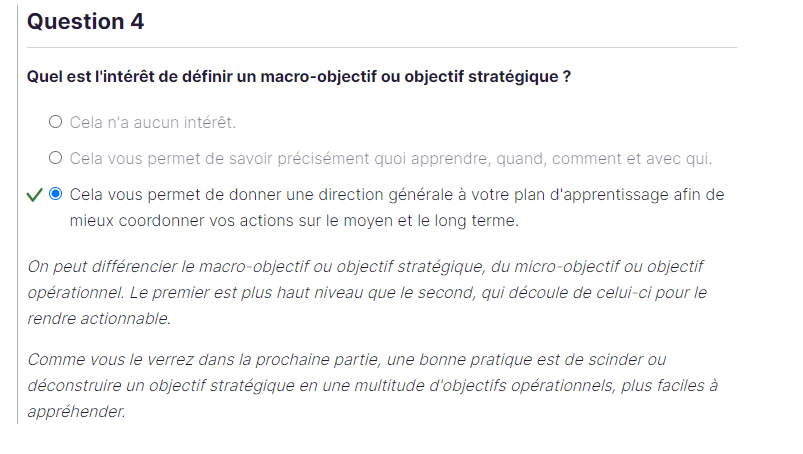 Question 4
Quel est l'intérêt de définir un macro-objectif ou objectif stratégique ?
Cela n'a aucun intérêt.
Cela vous permet de savoir précisément quoi apprendre, quand, comment et avec qui.
Cela vous permet de donner une direction générale à votre plan d'apprentissage afin de
mieux coordonner vos actions sur le moyen et le long terme.
On peut différencier le macro-objectif ou objectif stratégique, du micro-objectif ou objectif
opérationnel. Le premier est plus haut niveau que le second, qui découle de celui-ci pour le
rendre actionnable.
Comme vous le verrez dans la prochaine partie, une bonne pratique est de scinder ou
déconstruire un objectif stratégique en une multitude d'objectifs opérationnels, plus faciles à
appréhender.